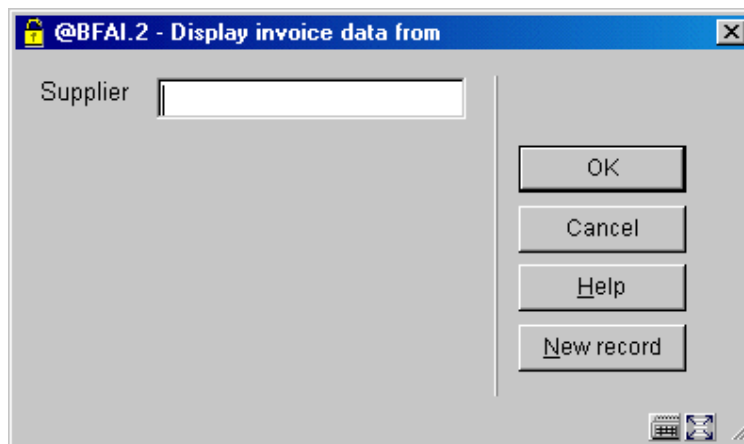 @BFAI.2 - Display invoice data from
Supplier
OK
Cancel
Help
New record